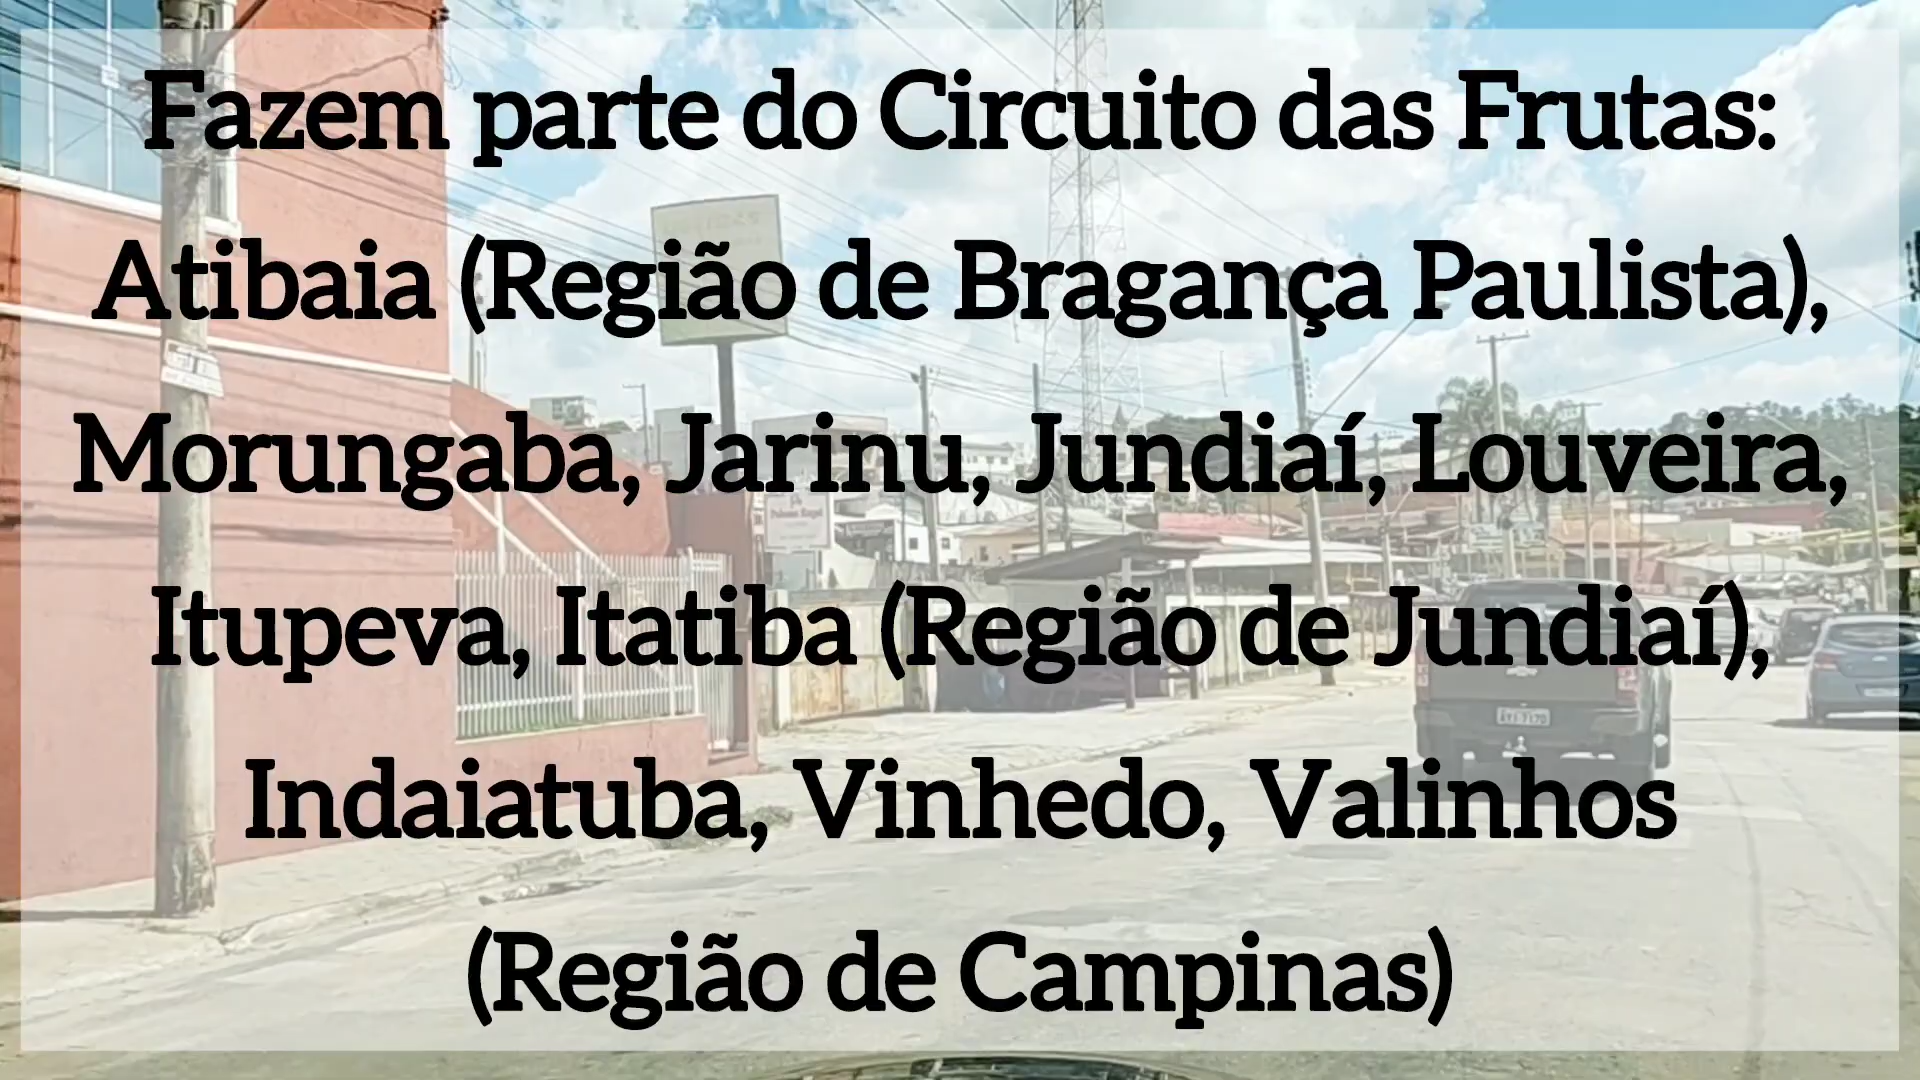 Fazem parte do Circuito das Frutas:
Atibaia (Região de Bragança Paulista),
Morungaba, Jarinu, Jundiaí, Louveira,
Itupeva, Itatiba (Região de Jundiaí),
Indaiatuba, Vinhedo, Valinhos
(Região de Campinas)